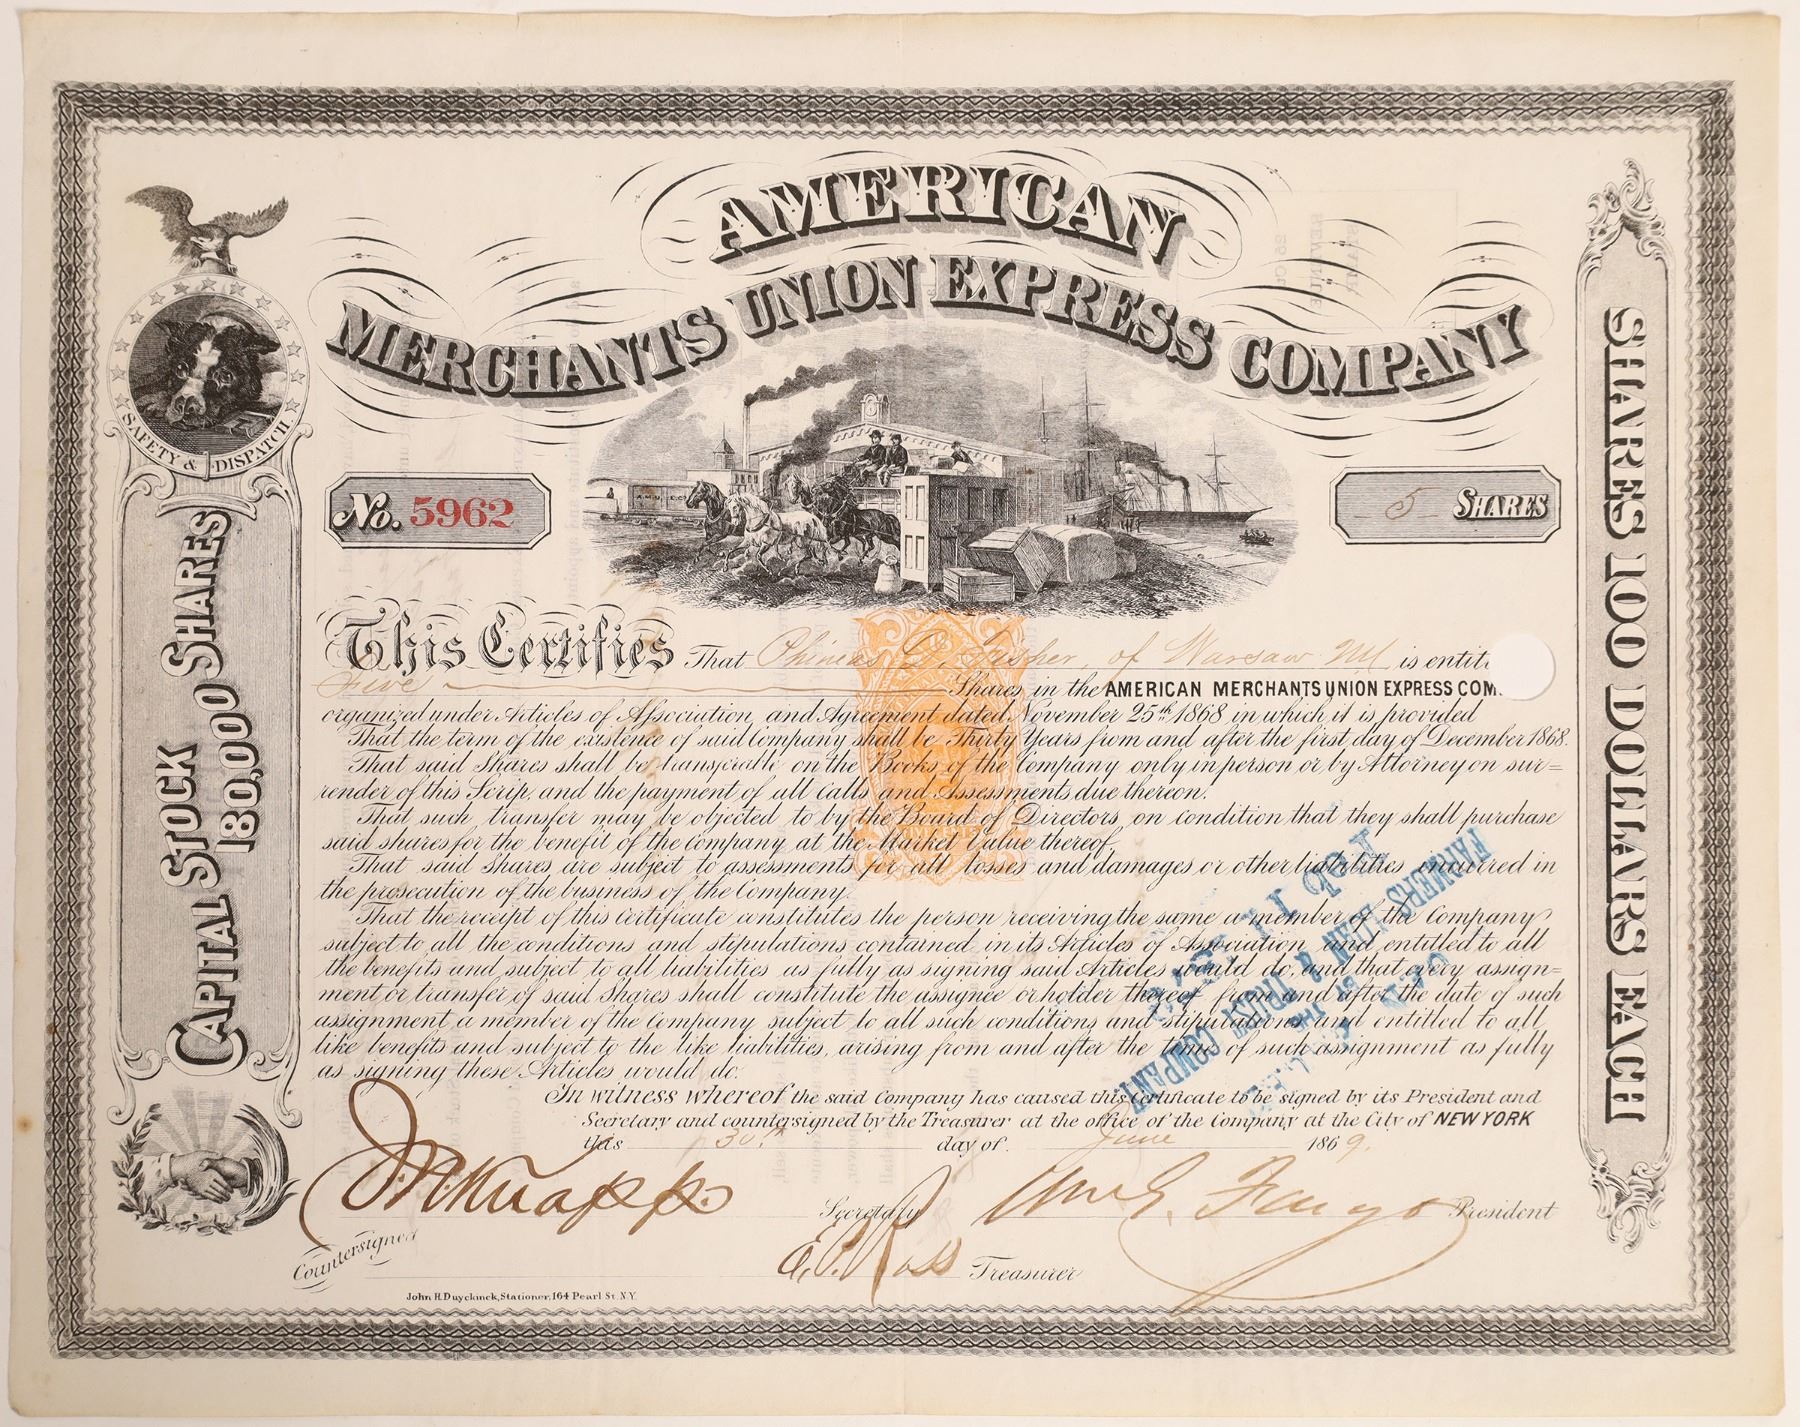 AMERICAN
MERCHANTS UNION EXPRESS COMPANY
SAFETY & DISPATCH
A.M.U. E.Co
No. 5962
5 SHARES
CAPITAL STOCK 180,000 SHARES
SHARES 100 DOLLARS EACH
This Certifies That Phineas D. Fisher, of Warsaw is entit
Five Shares in the AMERICAN MERCHANTS UNION EXPRESS COM
organized under Articles of Association, and Agreement dated November 25th 1868 in which it is provided
That the term of the existence of said Company shall be Thirty Years from and after the first day of December 1868.
That said Shares shall be transferable on the Books of the Company only in person or by Attorney on sur=
render of this Scrip, and the payment of all Calls and Assessments due thereon.
That such, transfer may be objected to by the Board of Directors, on condition that they shall purchase
said shares for the benefit of the Company, at the Market Value thereof,
That said Shares, are subject to assessments for all losses and damages or other liabilities incurred in
the prosecution of the business of the Company.
That the receipt of this Certificate constitutes the person receiving the same a member of the Company
subject to all the conditions and stipulations contained in its Articles of Association and entitled to all
the benefits and subject to all liabilities as fully as signing said Articles would do, and that every assign=
ment or transfer of said Shares shall constitute the assignee or holder thereof from and after the date of such
assignment a member of the Company subject to all such conditions and stipulations and entitled to all
like benefits and subject to the like liabilities, arising from and after the time of such assignment as fully
as signing these Articles would do.
FARMERS LOAN & TRUST COMPANY.
BY THE
In witness whereof the said Company has caused this Certificate to be signed by its President and
Secretary and countersigned by the Treasurer at the office of the Company at the City of NEW YORK
this 30th day of June 1869.
J.N. Knapp. Secretary Wm G. Fargo President
Countersigned
Ross Treasurer
John H. Duyckinck, Stationer, 164 Pearl St. N.Y.